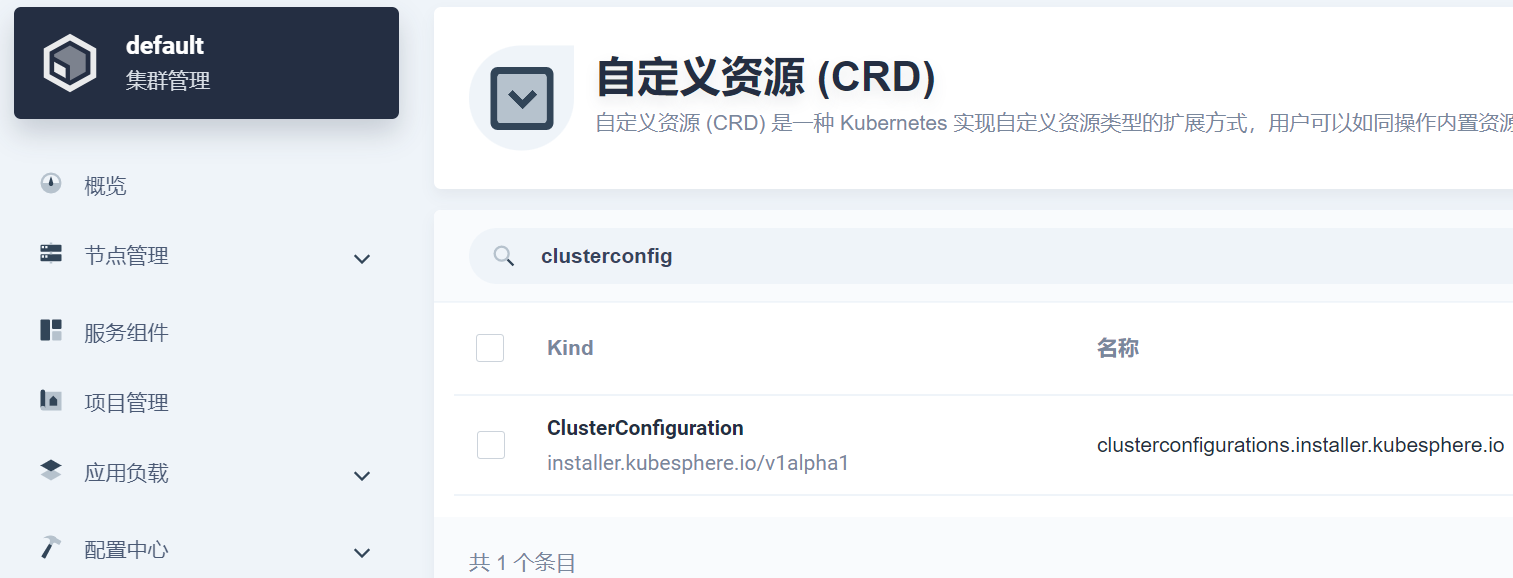 default
集群管理
概览
节点管理
服务组件
项目管理
应用负载
配置中心
自定义资源 (CRD)
自定义资源 (CRD) 是一种 Kubernetes 实现自定义资源类型的扩展方式，用户可以如同操作内置资源
clusterconfig
Kind 名称
ClusterConfiguration
installer.kubesphere.io/v1alpha1
clusterconfigurations.installer.kubesphere.io
共 1 个条目